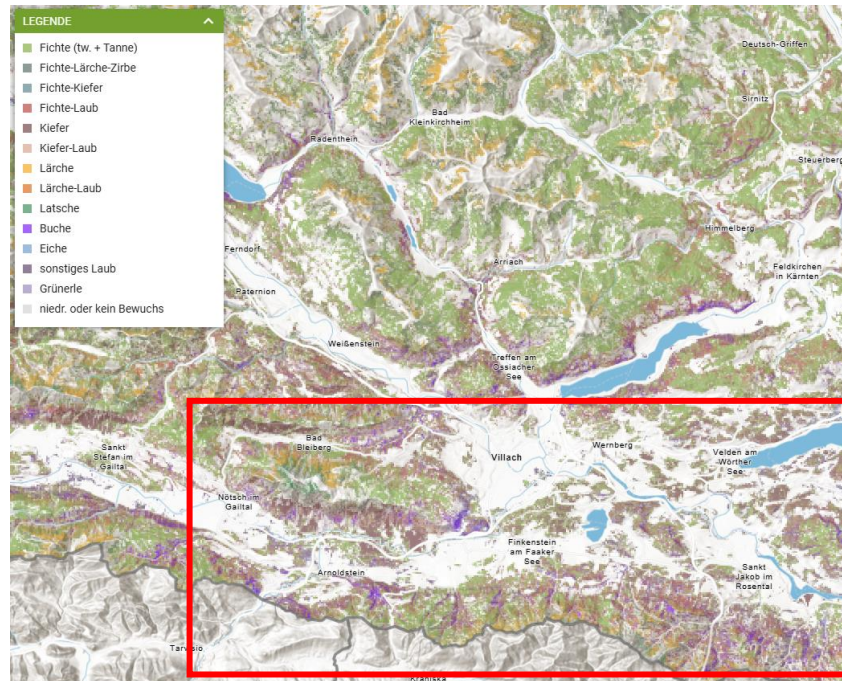 LEGENDE
Fichte (tw. + Tanne)
Fichte-Lärche-Zirbe
Fichte-Kiefer
Fichte-Laub
Kiefer
Kiefer-Laub
Lärche
Lärche-Laub
Latsche
Buche
Eiche
sonstiges Laub
Grünerle
niedr. oder kein Bewuchs
Deutsch-Griffen
Sirnitz
Bad
Kleinkirchheim
Radenthein
Steuerberg
Himmelberg
Ferndorf
Arriach
Feldkirchen
in Kärnten
Paternion
Weißenstein
Treffen am
Ossiacher
See
Bad
Bleiberg
Sankt
Stefan im
Gailtal
Villach
Wernberg
Velden am
Wörther
See
Nötsch im
Gailtal
Finkenstein
am Faaker
See
Arnoldstein
Sankt
Jakob im
Rosental
Tarvisio